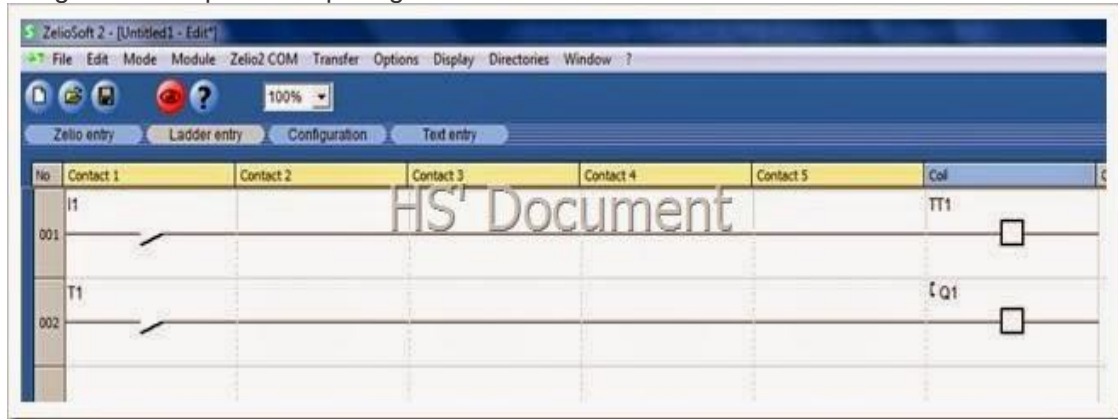 ZelioSoft 2 - [Untitled1 - Edit*]
File Edit Mode Module Zelio2 COM Transfer Options Display Directories Window ?
? 100%
Zelio entry Ladder entry Configuration Text entry
No Contact 1 Contact 2 Contact 3 Contact 4 Contact 5 Coil
HS' Document
I1 TT1
001
T1 [Q1
002